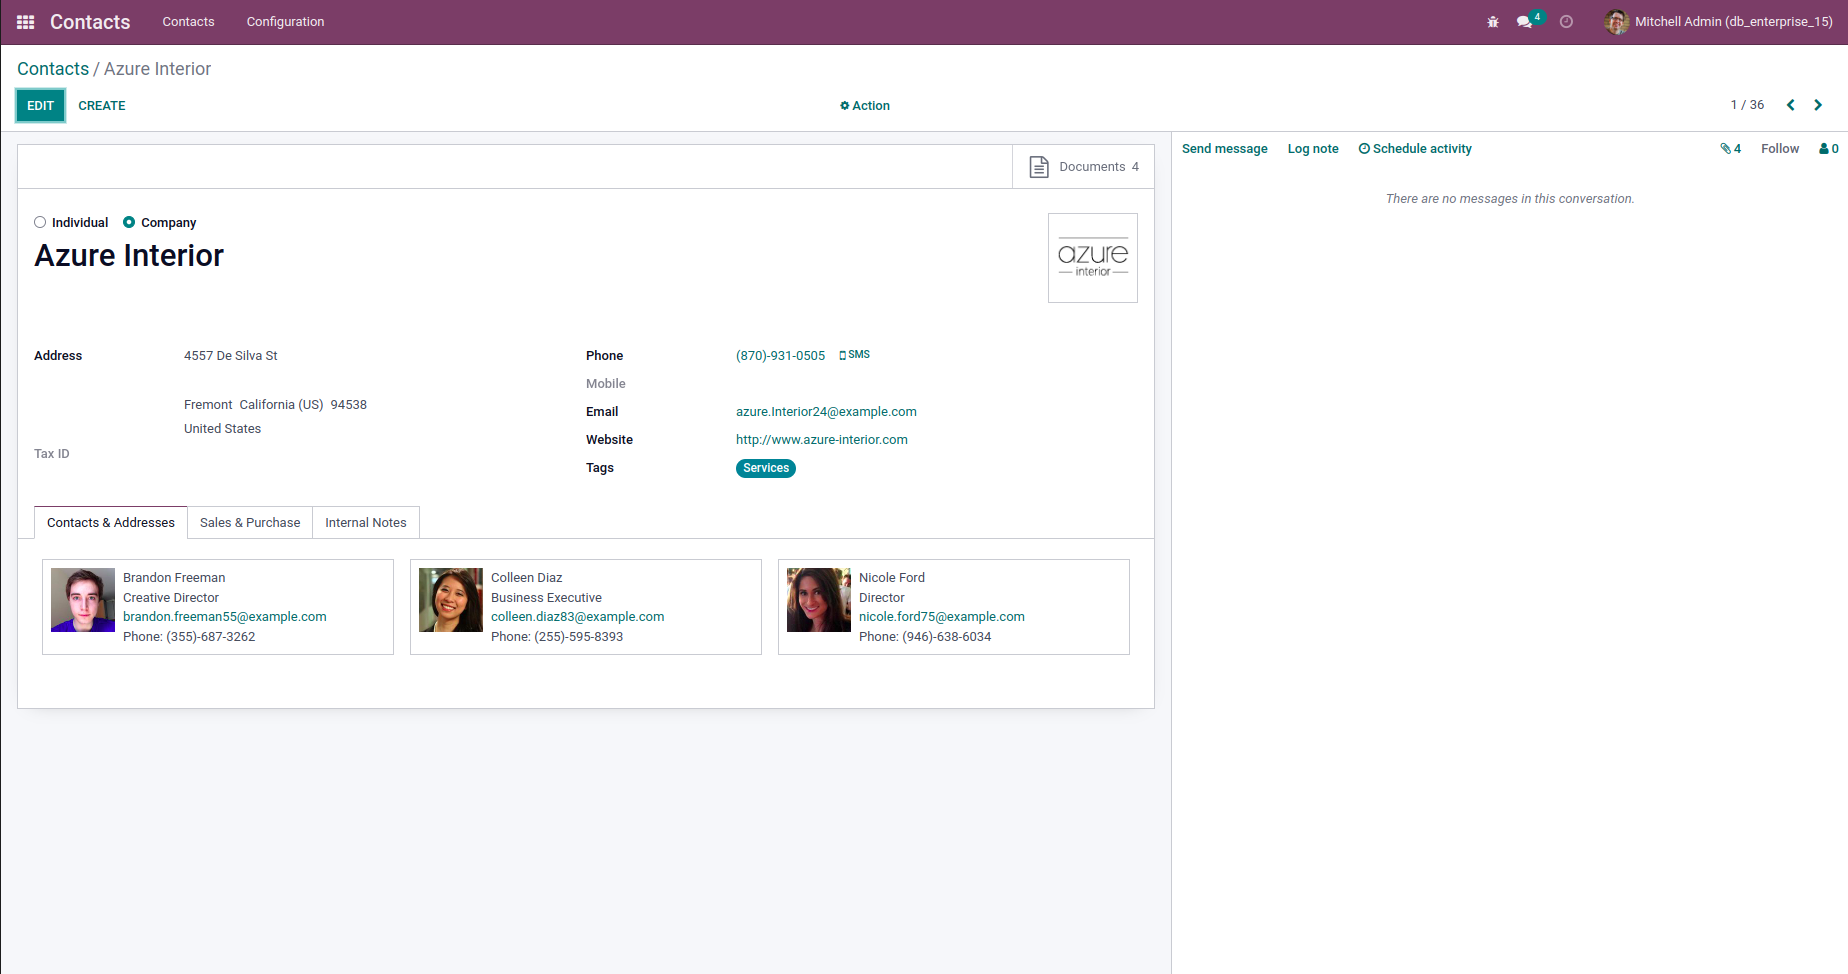 Contacts Contacts Configuration 4 Mitchell Admin (db_enterprise_15)
Contacts / Azure Interior
EDIT CREATE Action 1 / 36
Documents 4
Send message Log note Schedule activity 4 Follow 0
There are no messages in this conversation.
Individual Company
Azure Interior
azure
interior
Address 4557 De Silva St
Fremont California (US) 94538
United States
Tax ID
Phone (870)-931-0505 SMS
Mobile
Email azure.Interior24@example.com
Website http://www.azure-interior.com
Tags Services
Contacts & Addresses Sales & Purchase Internal Notes
Brandon Freeman
Creative Director
brandon.freeman55@example.com
Phone: (355)-687-3262
Colleen Diaz
Business Executive
colleen.diaz83@example.com
Phone: (255)-595-8393
Nicole Ford
Director
nicole.ford75@example.com
Phone: (946)-638-6034